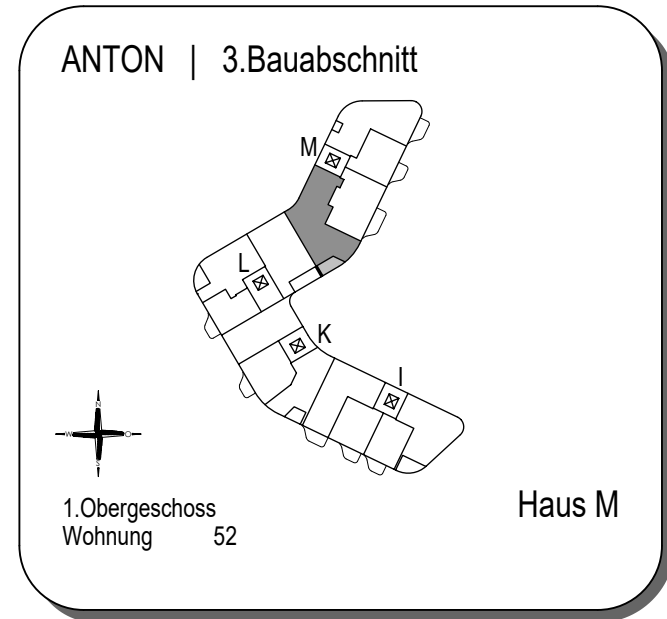 ANTON | 3.Bauabschnitt
M
L
K
I
N
W O
S
1.Obergeschoss
Wohnung 52
Haus M